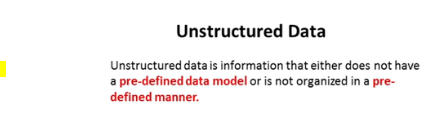 Unstructured Data
Unstructured data is information that either does not have
a pre-defined data model or is not organized in a pre-
defined manner.